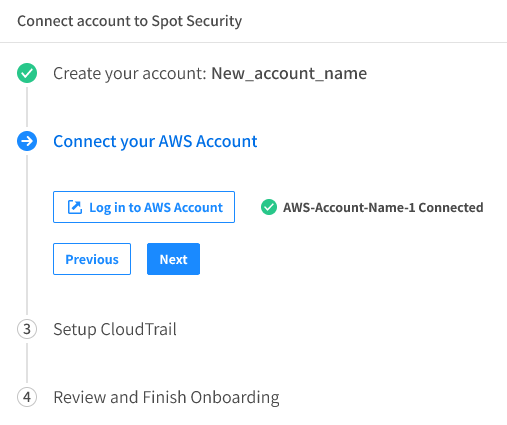 Connect account to Spot Security
Create your account: New_account_name
Connect your AWS Account
Log in to AWS Account
AWS-Account-Name-1 Connected
Previous
Next
3 Setup CloudTrail
4 Review and Finish Onboarding